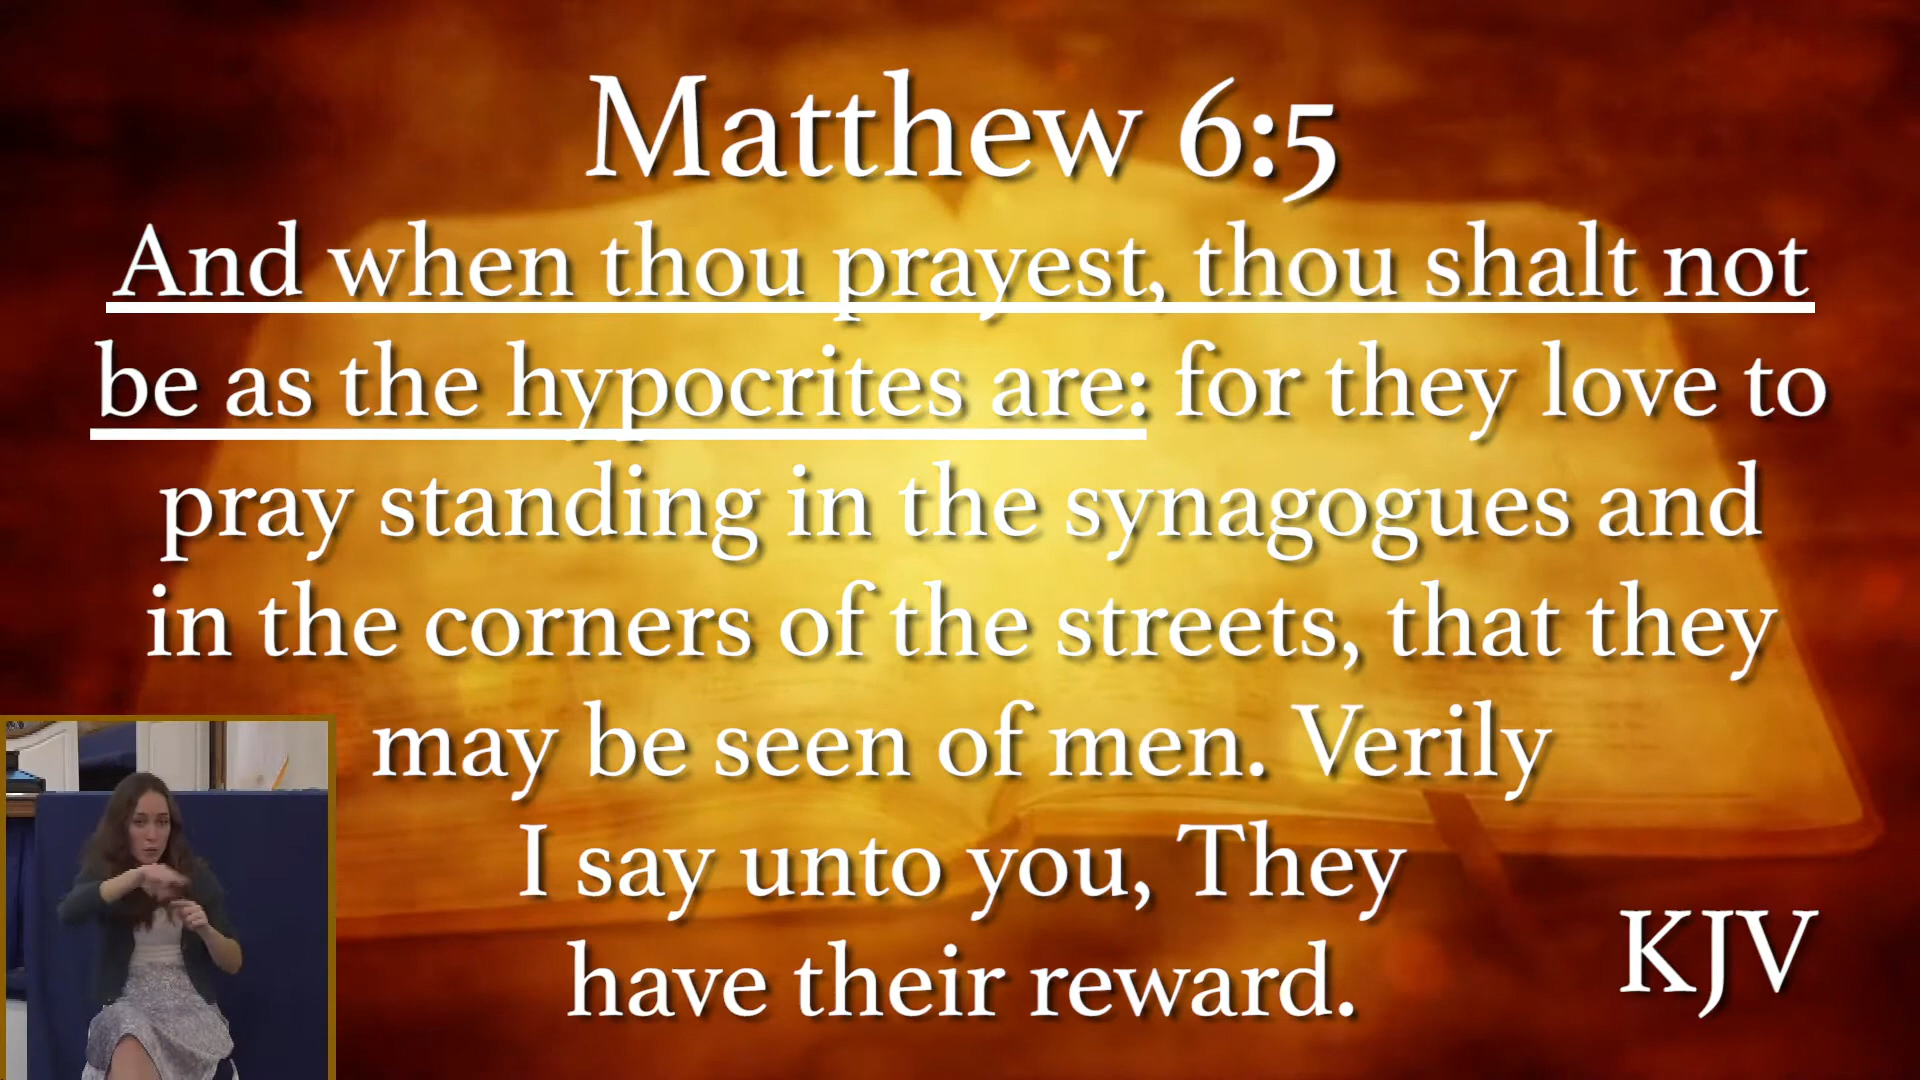 Matthew 6:5
And when thou prayest, thou shalt not
be as the hypocrites are: for they love to
pray standing in the synagogues and
in the corners of the streets, that they
may be seen of men. Verily
I say unto you, They
have their reward.
KJV